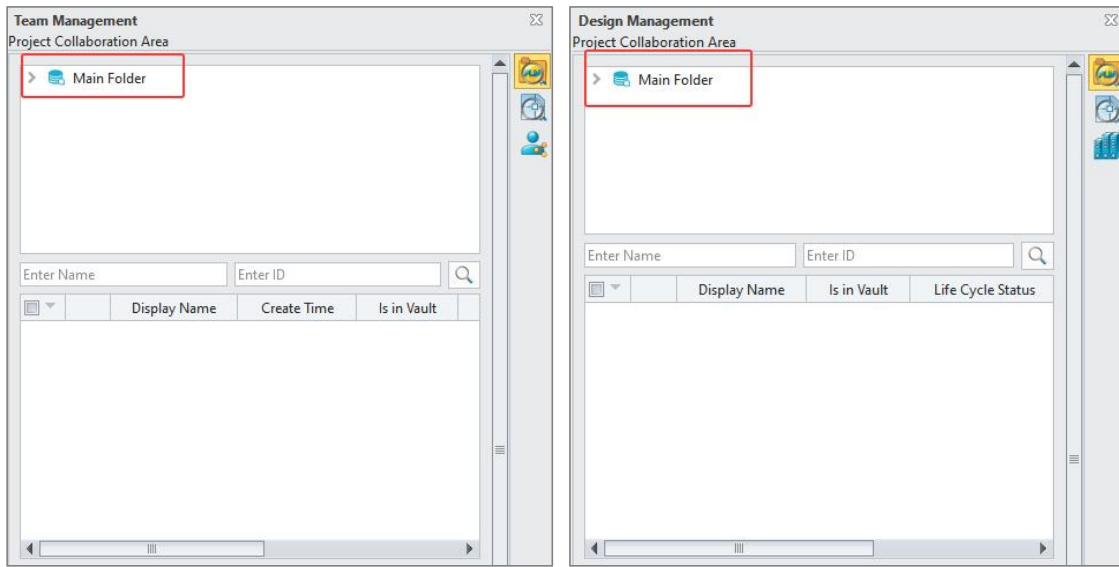 Team Management
Project Collaboration Area
Main Folder
Enter Name Enter ID
Display Name Create Time Is in Vault
Design Management
Project Collaboration Area
Main Folder
Enter Name Enter ID
Display Name Is in Vault Life Cycle Status